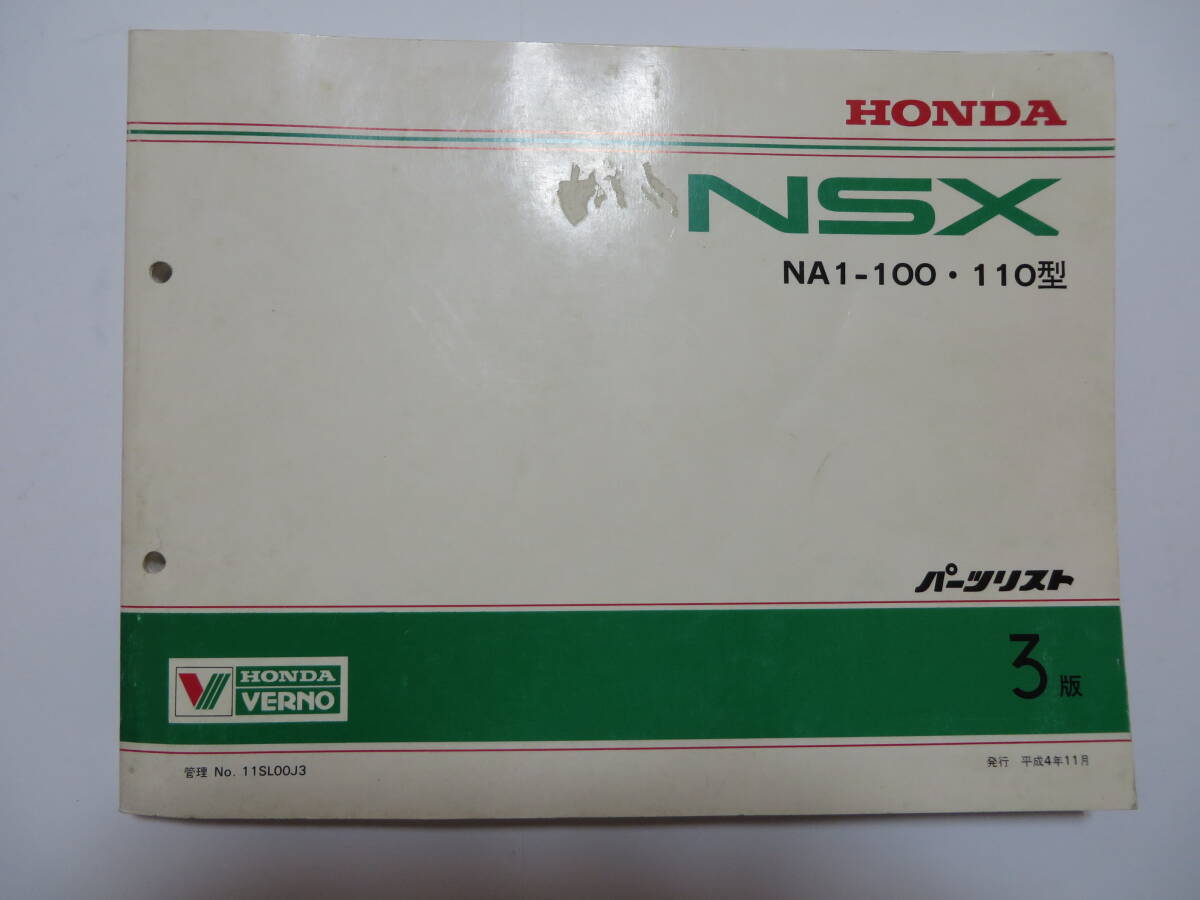 HONDA
NSX
NA1-100・110型
パーツリスト
3版
HONDA
VERNO
管理 No. 11SL00J3
発行 平成4年11月